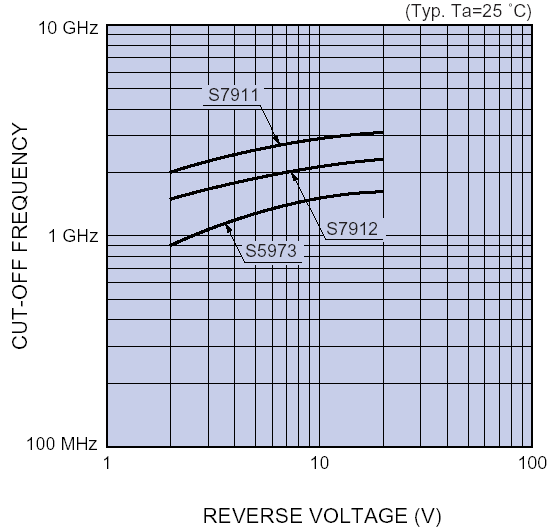 (Typ. Ta=25 ˚C)
10 GHz
S7911
CUT-OFF FREQUENCY
S7912
1 GHz
S5973
100 MHz
1
10
100
REVERSE VOLTAGE (V)